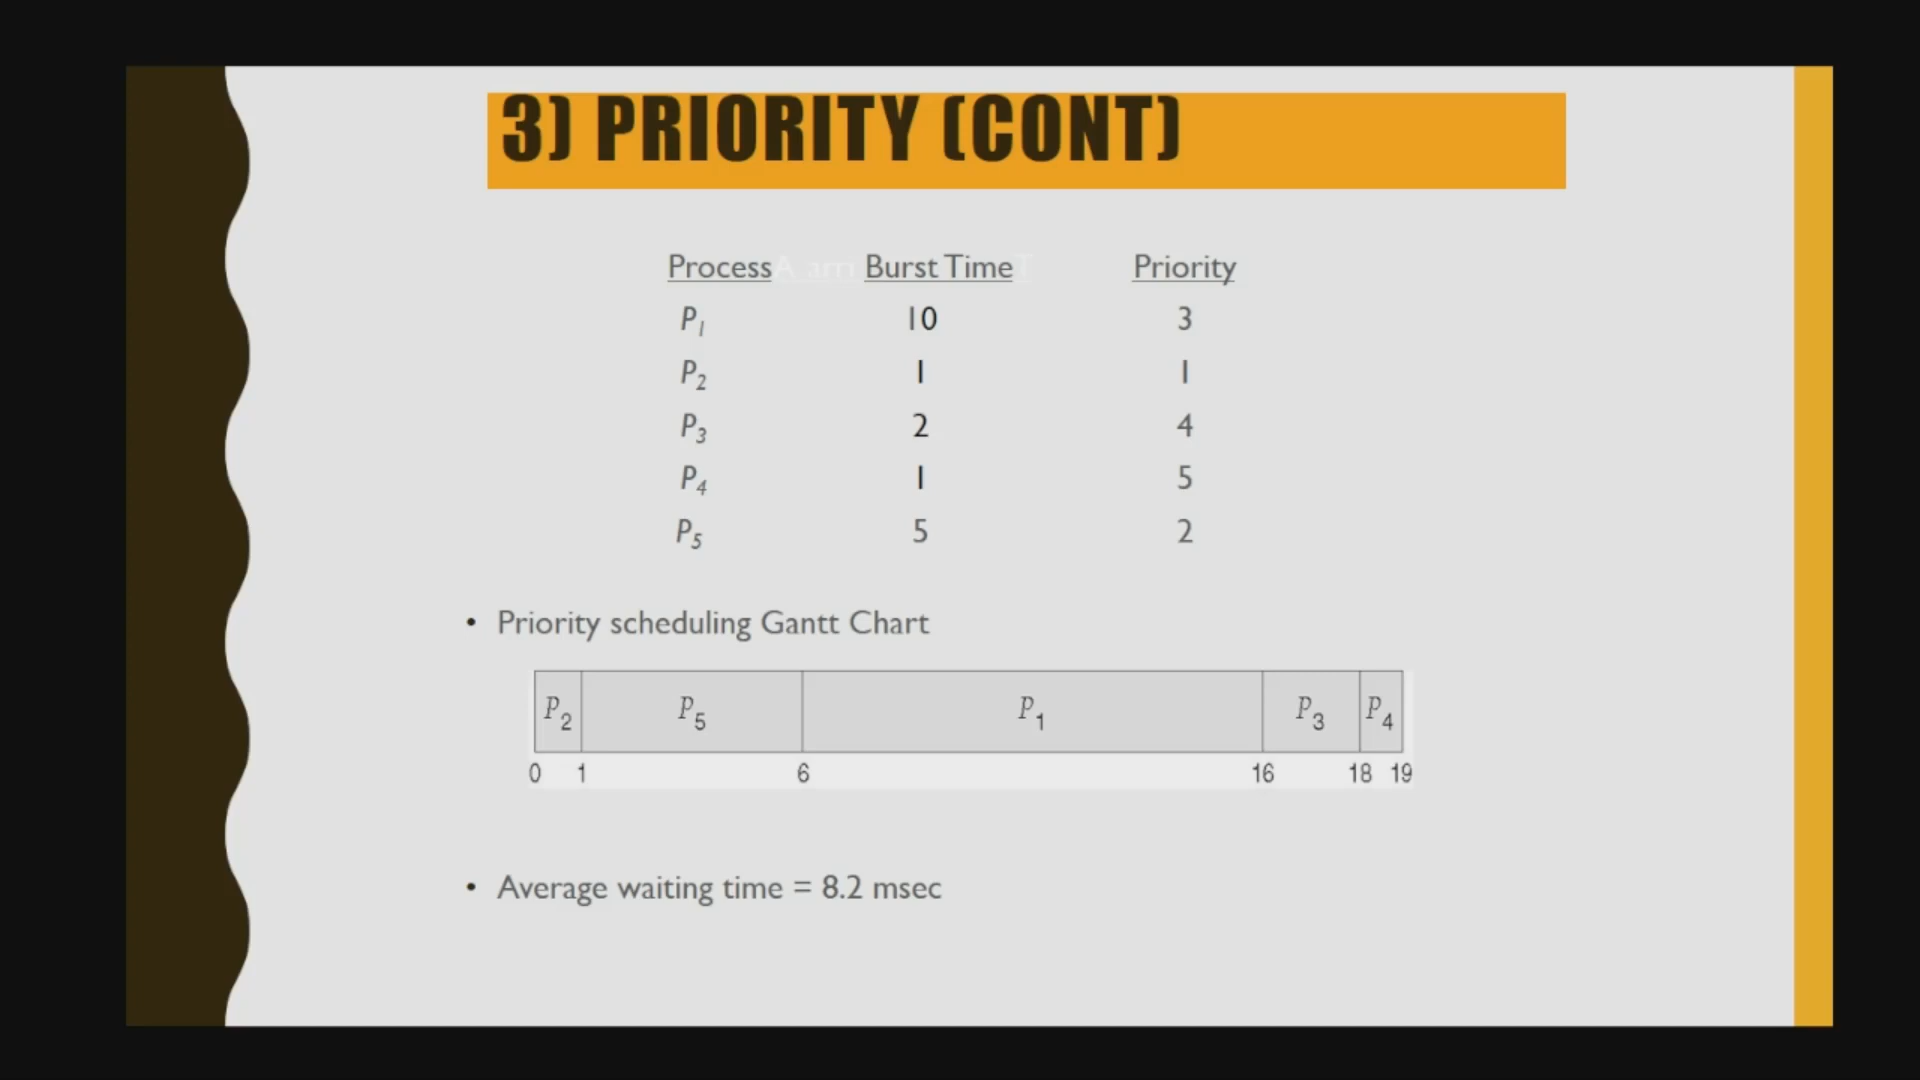 3) PRIORITY (CONT)
Process A arri Burst Time T Priority
P1 10 3
P2 1 1
P3 2 4
P4 1 5
P5 5 2
• Priority scheduling Gantt Chart
P2 P5 P1 P3 P4
0 1 6 16 18 19
• Average waiting time = 8.2 msec